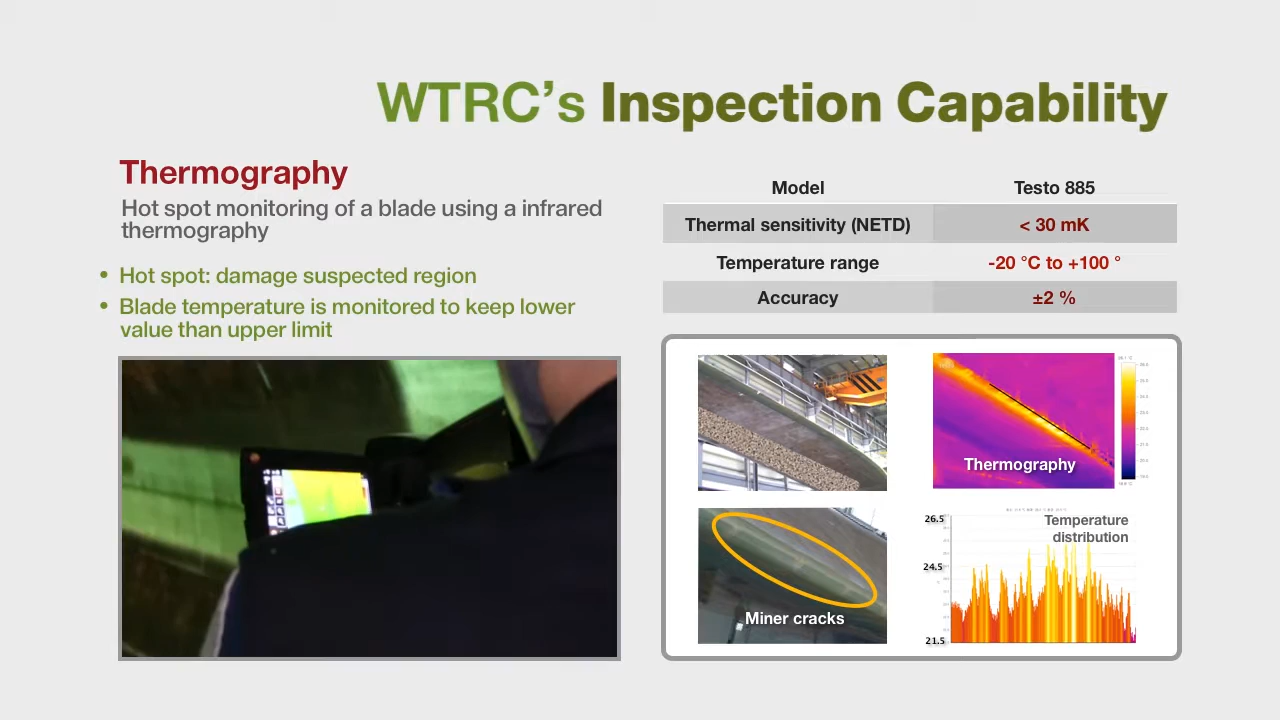 WTRC's Inspection Capability
Thermography
Hot spot monitoring of a blade using a infrared
thermography
• Hot spot: damage suspected region
• Blade temperature is monitored to keep lower
value than upper limit
Model Testo 885
Thermal sensitivity (NETD) < 30 mK
Temperature range -20 °C to +100 °
Accuracy ±2 %
Thermography
Miner cracks
Temperature
distribution
26.5
24.5
21.5